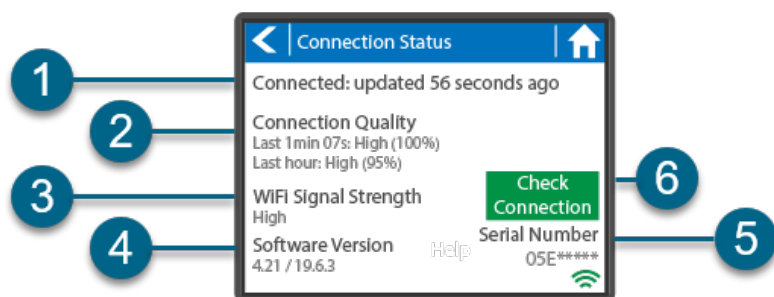 Connection Status
1
Connected: updated 56 seconds ago
2
Connection Quality
Last 1min 07s: High (100%)
Last hour: High (95%)
3
WiFi Signal Strength
High
Check
Connection
6
4
Software Version
4.21 / 19.6.3
Help
Serial Number
05E*****
5